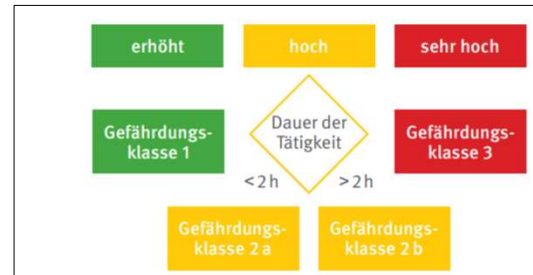 erhöht
hoch
sehr hoch
Gefährdungs-
klasse 1
Dauer der
Tätigkeit
Gefährdungs-
klasse 3
< 2 h
> 2 h
Gefährdungs-
klasse 2 a
Gefährdungs-
klasse 2 b